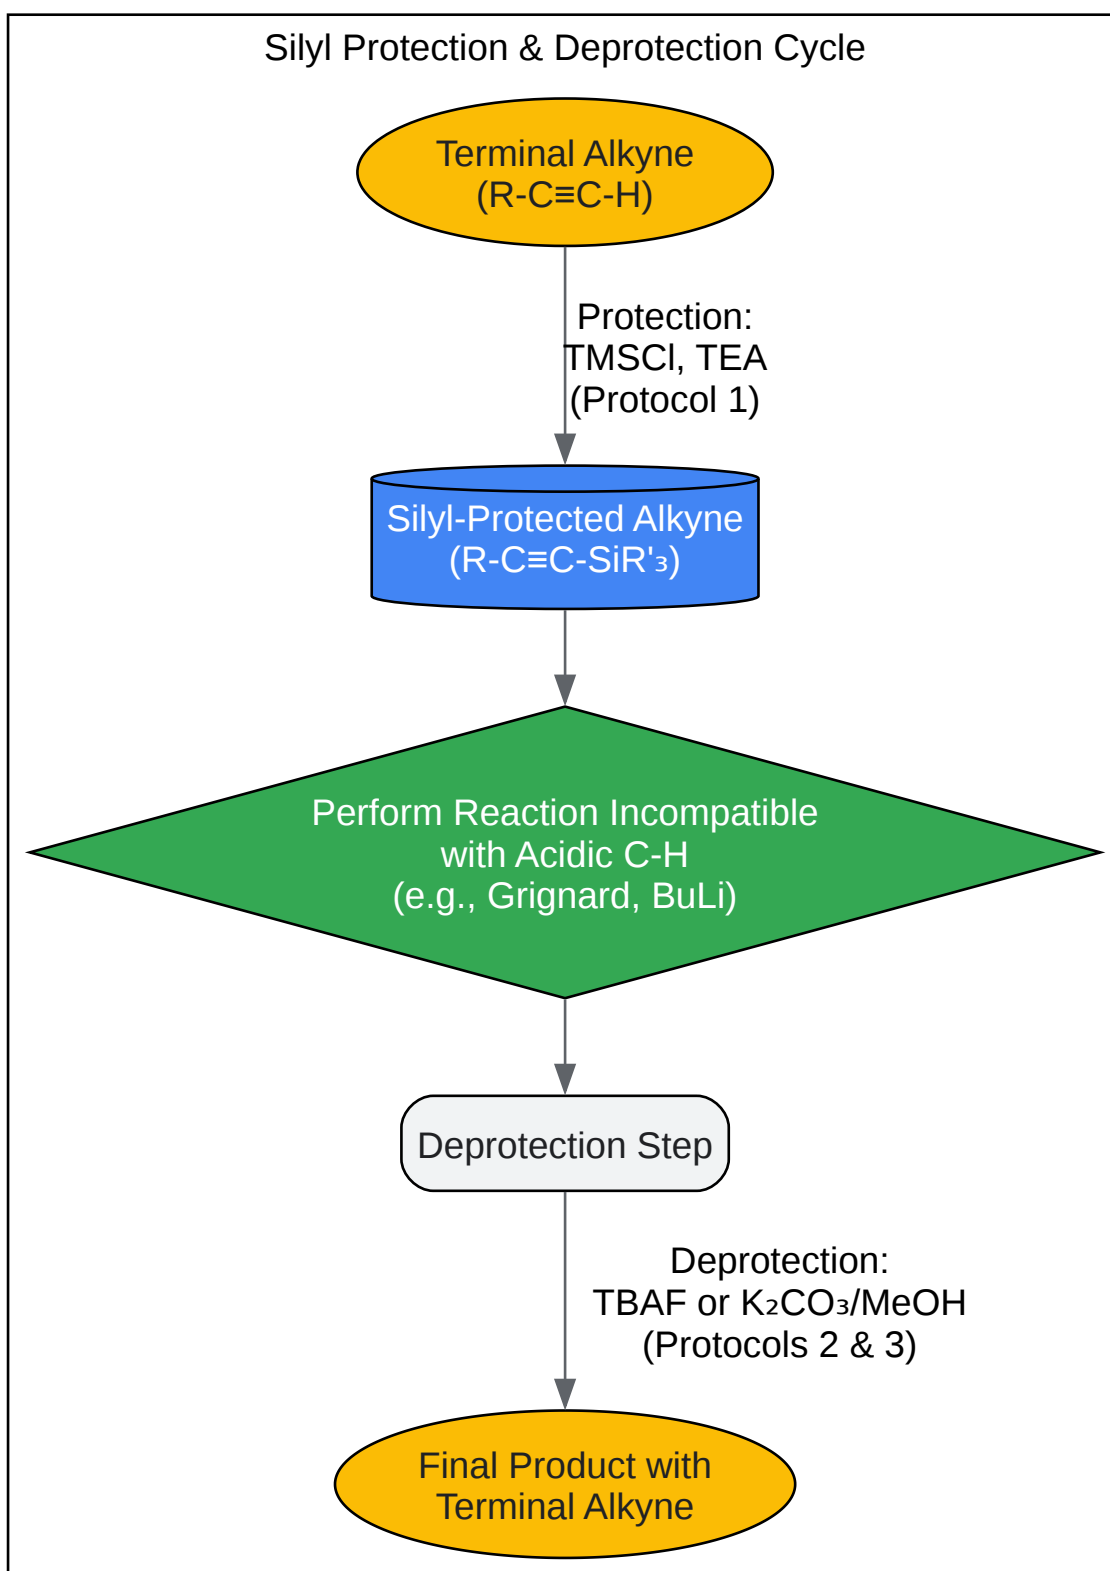 Silyl Protection & Deprotection Cycle
Terminal Alkyne
(R-C≡C-H)
Protection:
TMSCl, TEA
(Protocol 1)
Silyl-Protected Alkyne
(R-C≡C-SiR'₃)
Perform Reaction Incompatible
with Acidic C-H
(e.g., Grignard, BuLi)
Deprotection Step
Deprotection:
TBAF or K₂CO₃/MeOH
(Protocols 2 & 3)
Final Product with
Terminal Alkyne